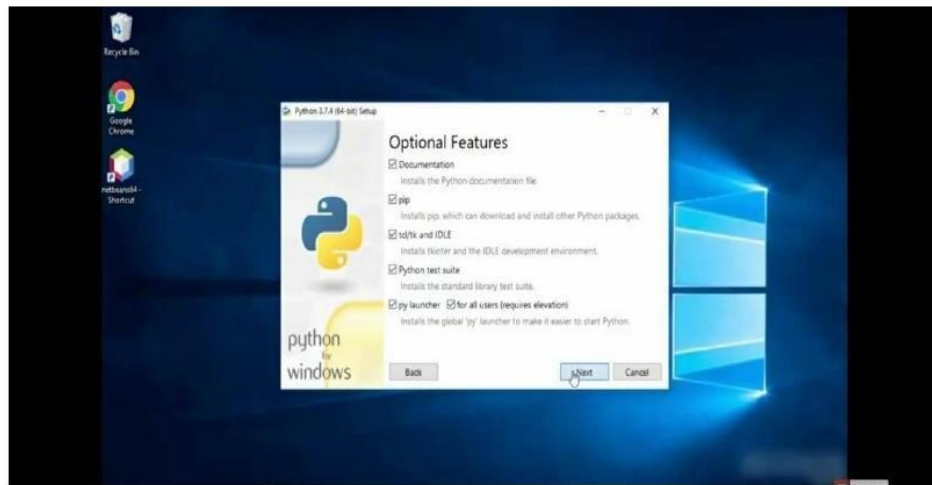 Recycle Bin
Google
Chrome
netbeans64 -
Shortcut
Python 3.7.4 (64-bit) Setup
Optional Features
Documentation
Installs the Python documentation file.
pip
Installs pip, which can download and install other Python packages.
td/tk and IDLE
Installs tkinter and the IDLE development environment.
Python test suite
Installs the standard library test suite.
py launcher for all users (requires elevation)
Installs the global 'py' launcher to make it easier to start Python.
python
for
windows
Back
Next
Cancel